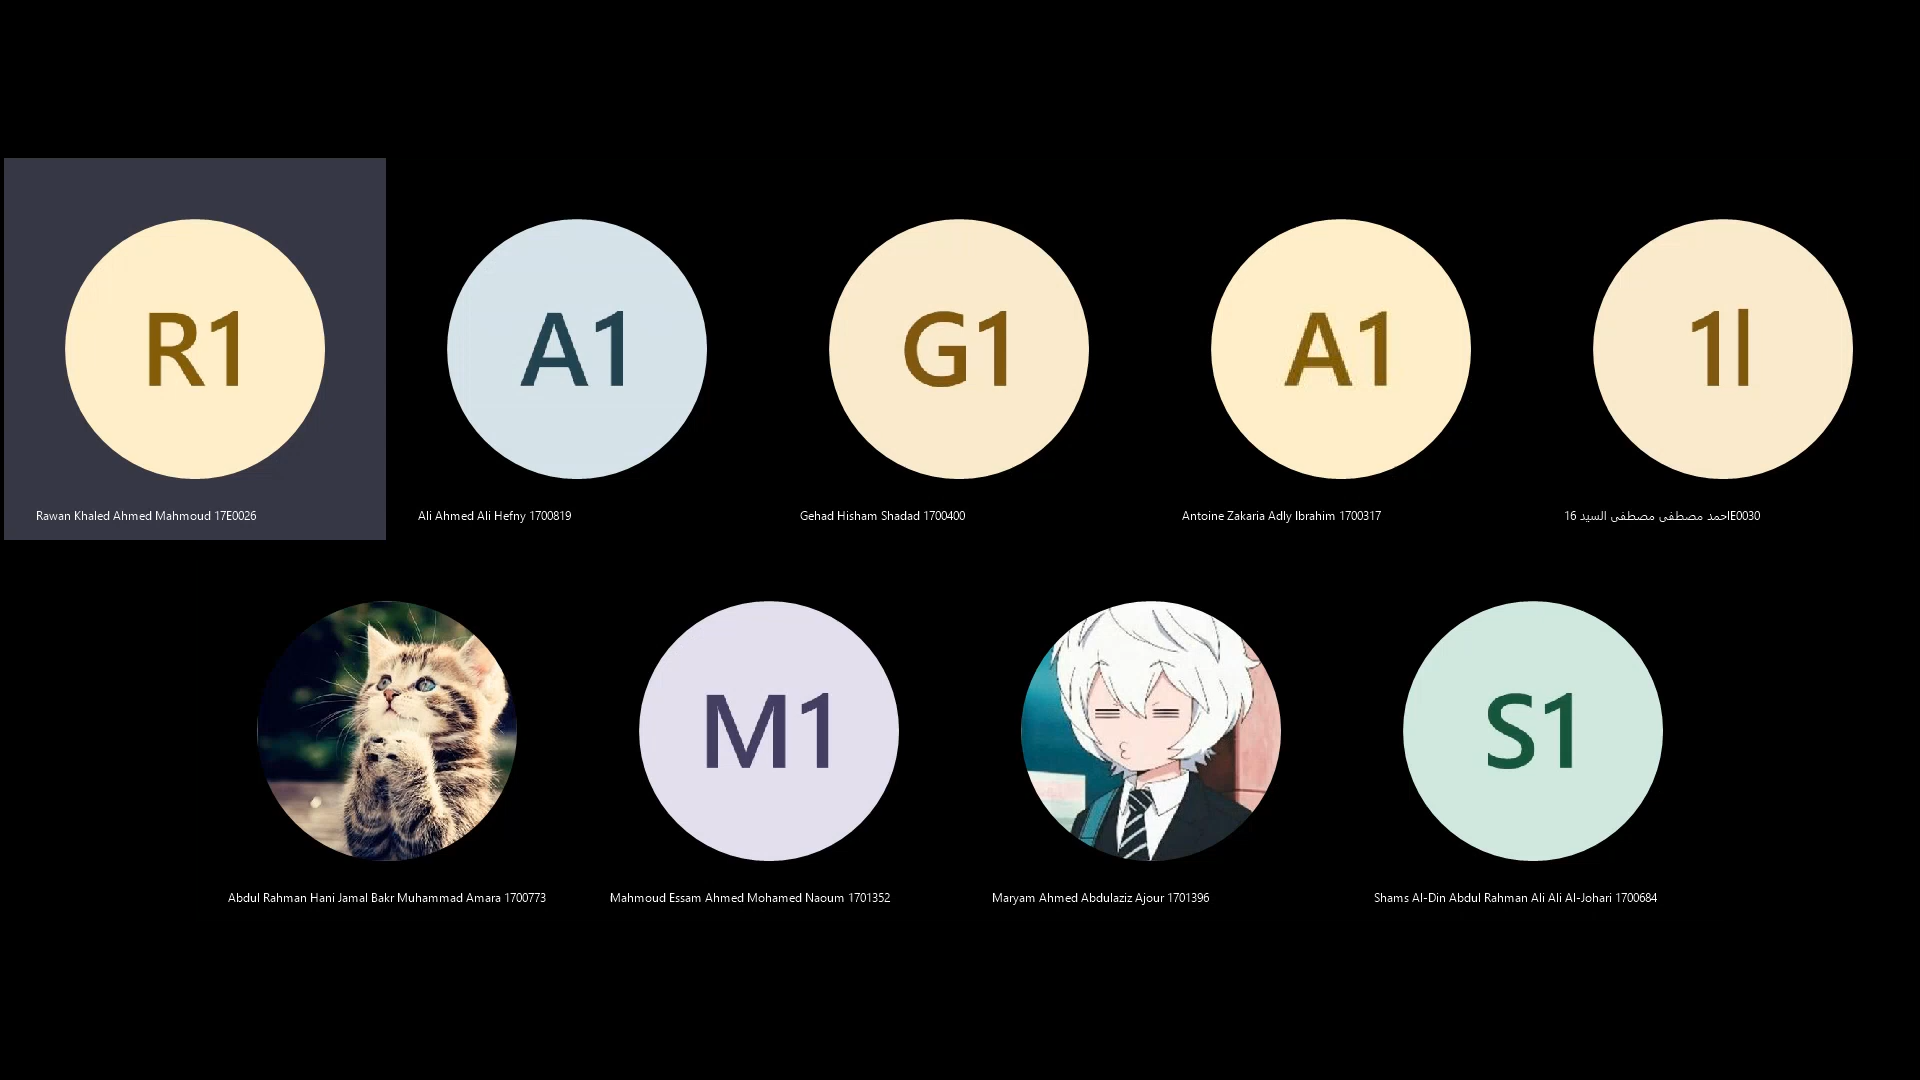 R1
A1
G1
A1
1ا
Rawan Khaled Ahmed Mahmoud 17E0026
Ali Ahmed Ali Hefny 1700819
Gehad Hisham Shadad 1700400
Antoine Zakaria Adly Ibrahim 1700317
احمد مصطفى مصطفى السيد 16E0030
M1
S1
Abdul Rahman Hani Jamal Bakr Muhammad Amara 1700773
Mahmoud Essam Ahmed Mohamed Naoum 1701352
Maryam Ahmed Abdulaziz Ajour 1701396
Shams Al-Din Abdul Rahman Ali Ali Al-Johari 1700684